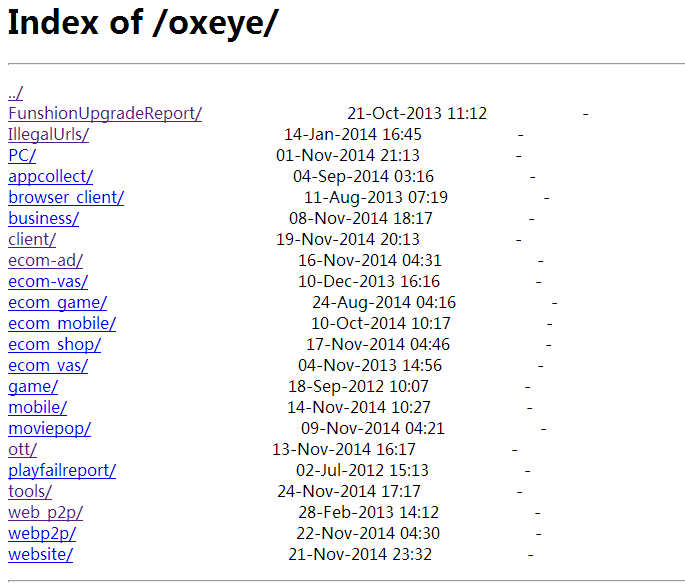 Index of /oxeye/
../
FunshionUpgradeReport/ 21-Oct-2013 11:12 -
IllegalUrls/ 14-Jan-2014 16:45 -
PC/ 01-Nov-2014 21:13 -
appcollect/ 04-Sep-2014 03:16 -
browser_client/ 11-Aug-2013 07:19 -
business/ 08-Nov-2014 18:17 -
client/ 19-Nov-2014 20:13 -
ecom-ad/ 16-Nov-2014 04:31 -
ecom-vas/ 10-Dec-2013 16:16 -
ecom_game/ 24-Aug-2014 04:16 -
ecom_mobile/ 10-Oct-2014 10:17 -
ecom_shop/ 17-Nov-2014 04:46 -
ecom_vas/ 04-Nov-2013 14:56 -
game/ 18-Sep-2012 10:07 -
mobile/ 14-Nov-2014 10:27 -
moviepop/ 09-Nov-2014 04:21 -
ott/ 13-Nov-2014 16:17 -
playfailreport/ 02-Jul-2012 15:13 -
tools/ 24-Nov-2014 17:17 -
web_p2p/ 28-Feb-2013 14:12 -
webp2p/ 22-Nov-2014 04:30 -
website/ 21-Nov-2014 23:32 -